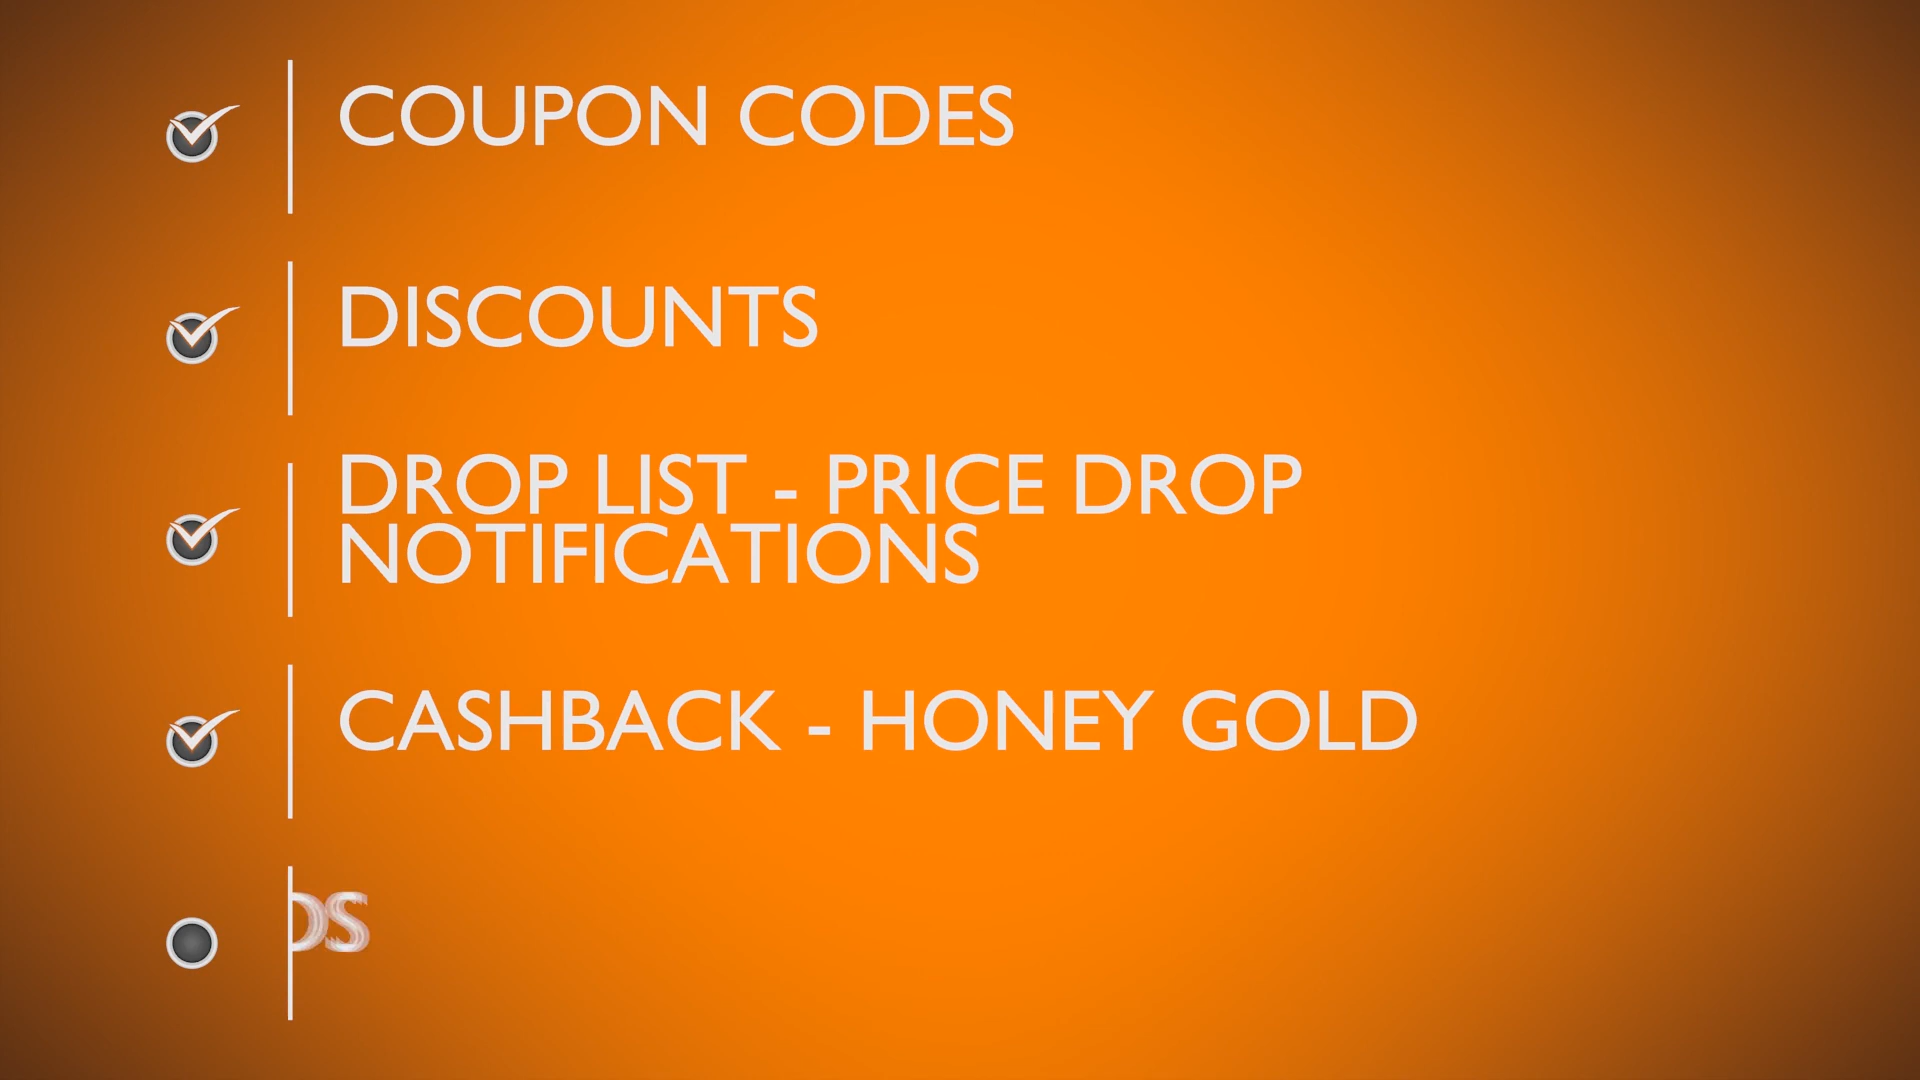 COUPON CODES
DISCOUNTS
DROP LIST - PRICE DROP
NOTIFICATIONS
CASHBACK - HONEY GOLD